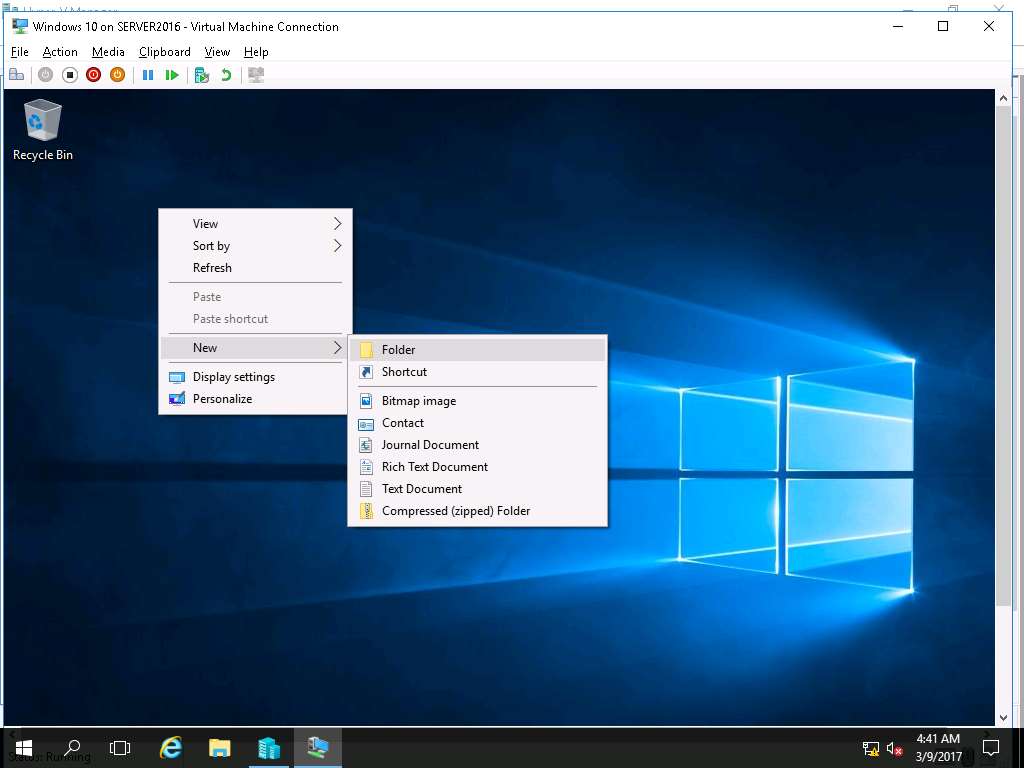 Windows 10 on SERVER2016 - Virtual Machine Connection
File Action Media Clipboard View Help
Recycle Bin
View
Sort by
Refresh
Paste
Paste shortcut
New
Display settings
Personalize
Folder
Shortcut
Bitmap image
Contact
Journal Document
Rich Text Document
Text Document
Compressed (zipped) Folder
Status: Running
4:41 AM
3/9/2017